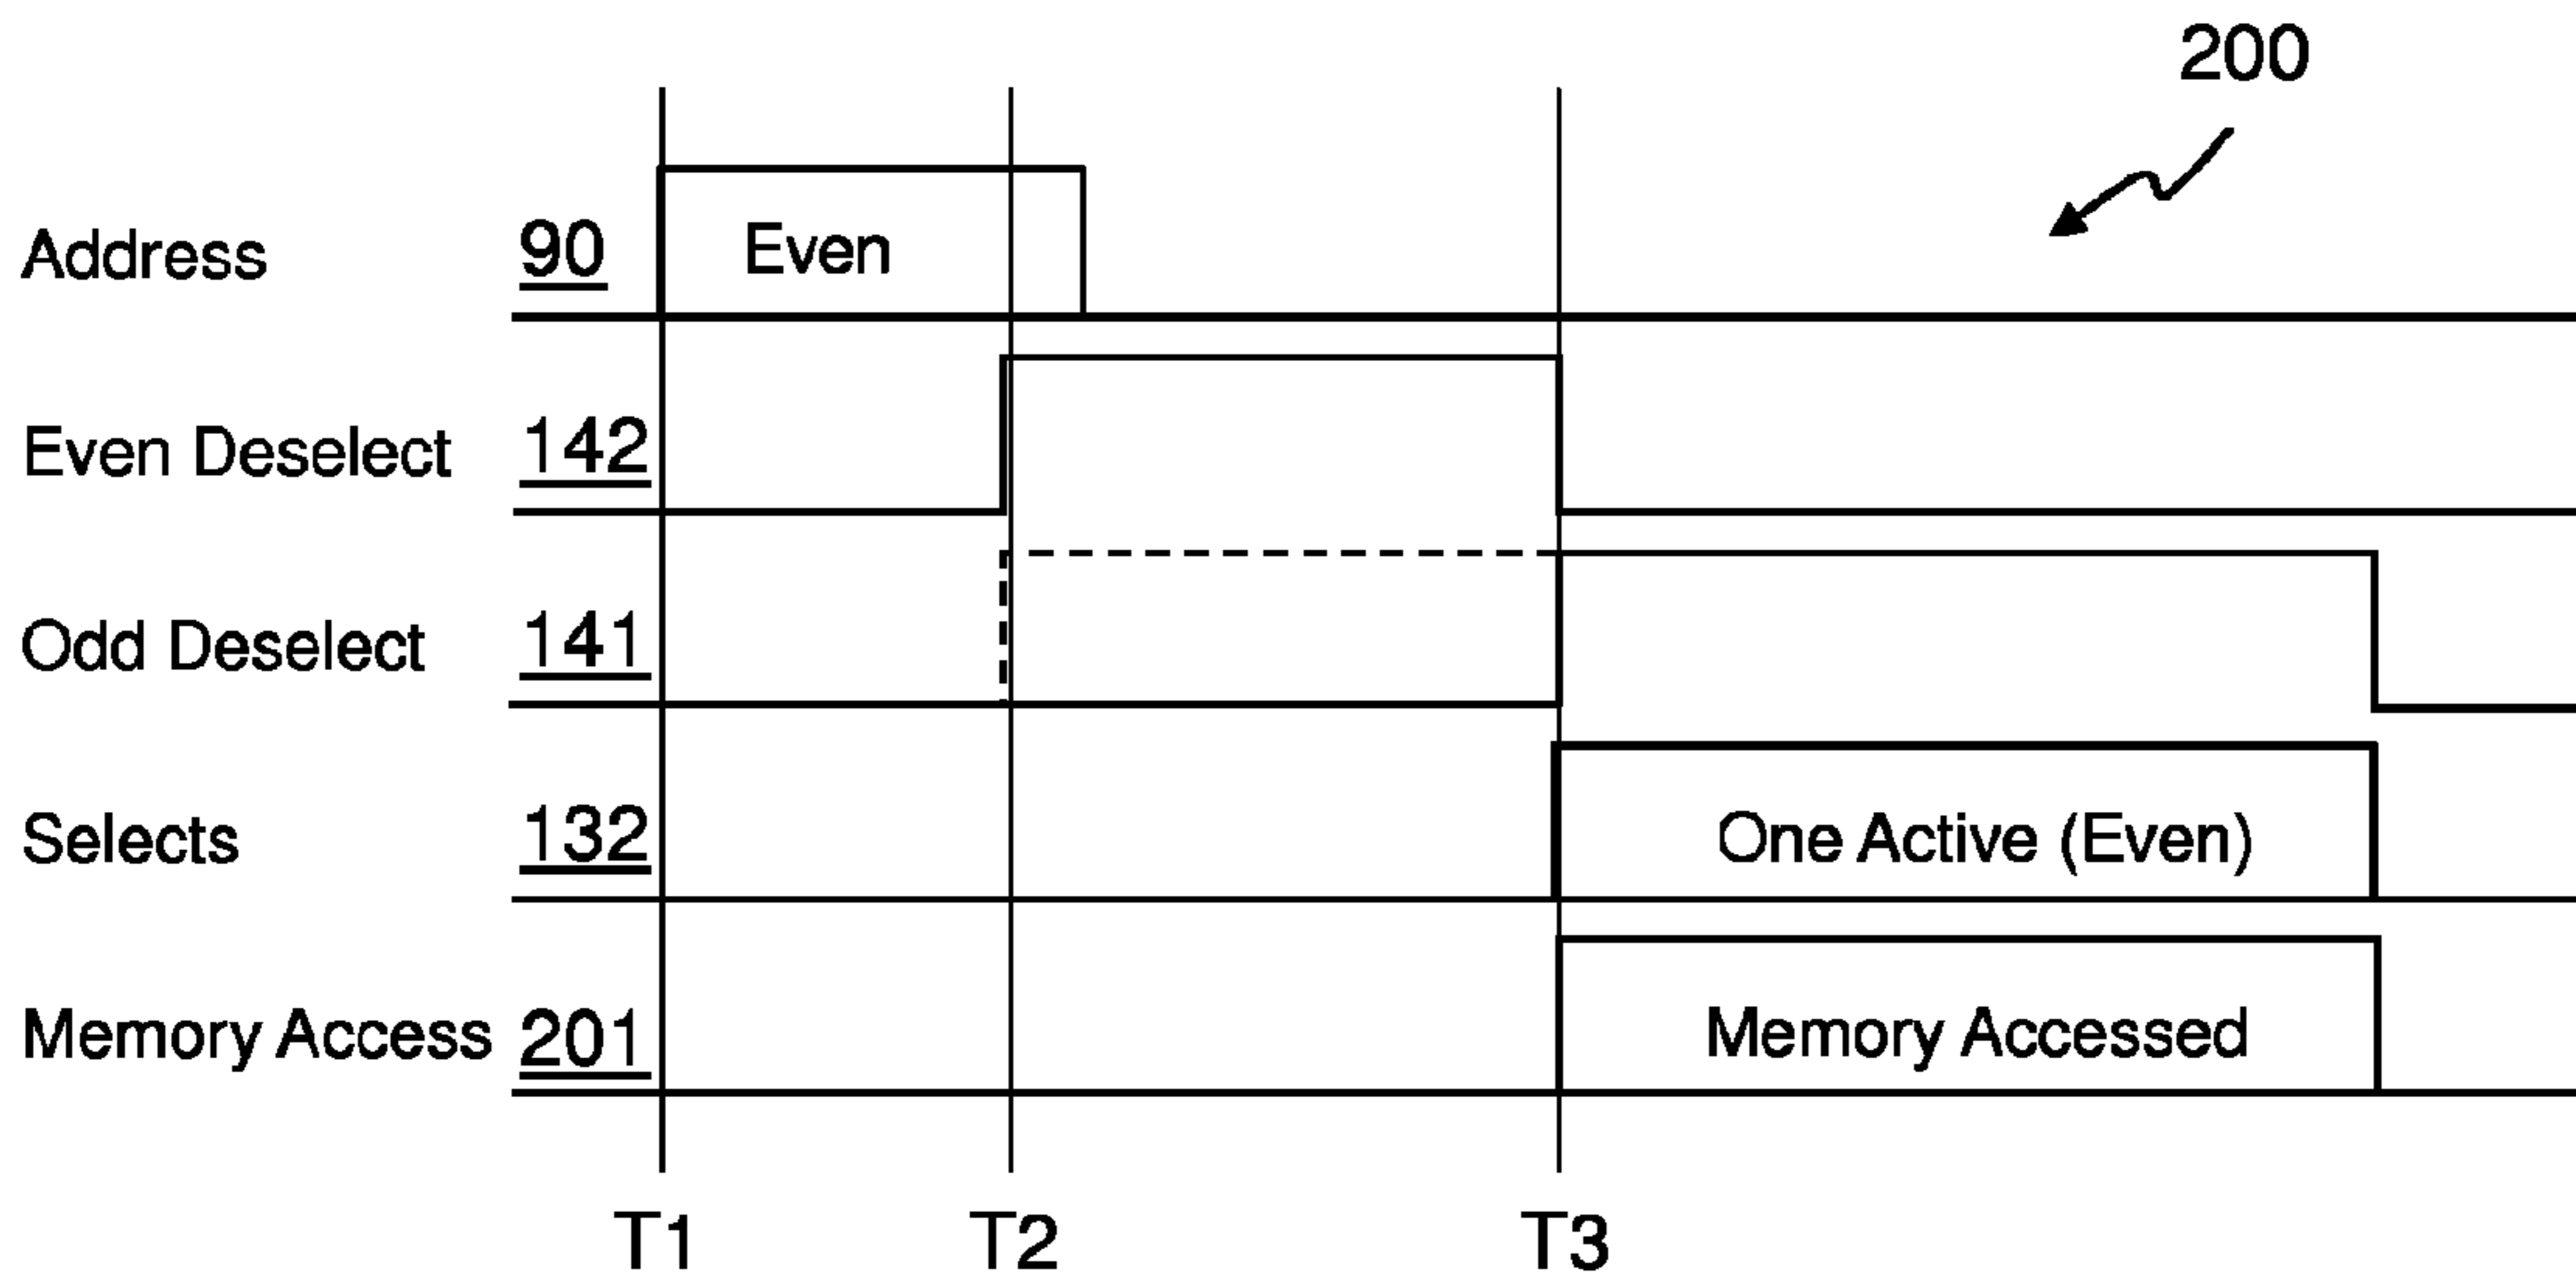 200
Address 90 Even
Even Deselect 142
Odd Deselect 141
Selects 132 One Active (Even)
Memory Access 201 Memory Accessed
T1 T2 T3